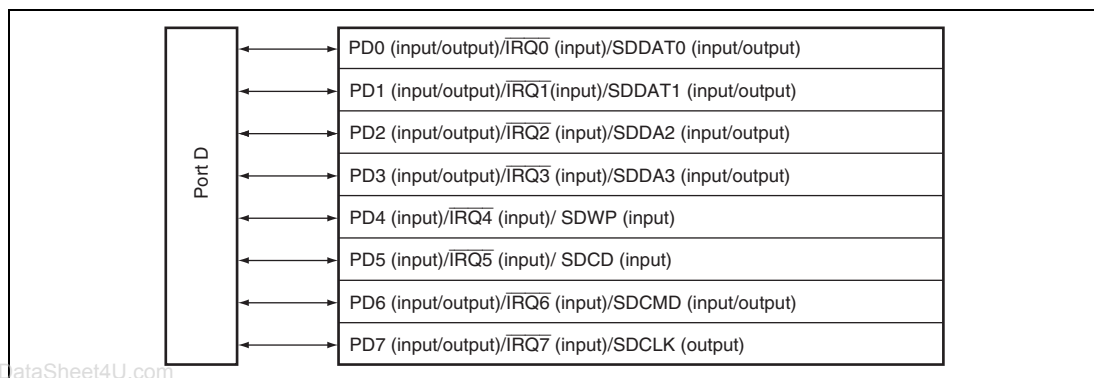 Port D
PD0 (input/output)/IRQ0 (input)/SDDAT0 (input/output)
PD1 (input/output)/IRQ1(input)/SDDAT1 (input/output)
PD2 (input/output)/IRQ2 (input)/SDDA2 (input/output)
PD3 (input/output)/IRQ3 (input)/SDDA3 (input/output)
PD4 (input)/IRQ4 (input)/ SDWP (input)
PD5 (input)/IRQ5 (input)/ SDCD (input)
PD6 (input/output)/IRQ6 (input)/SDCMD (input/output)
PD7 (input/output)/IRQ7 (input)/SDCLK (output)
DataSheet4U.com